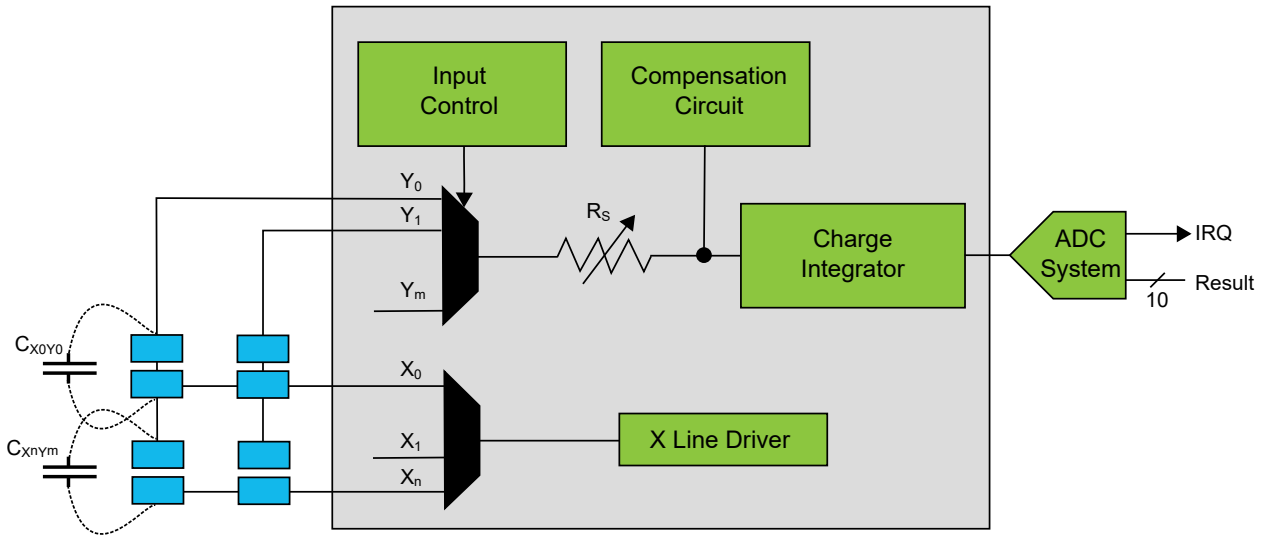 Input
Control
Compensation
Circuit
Y0
Y1
Ym
RS
Charge
Integrator
ADC
System
IRQ
Result
10
CX0Y0
CXnYm
X0
X1
Xn
X Line Driver